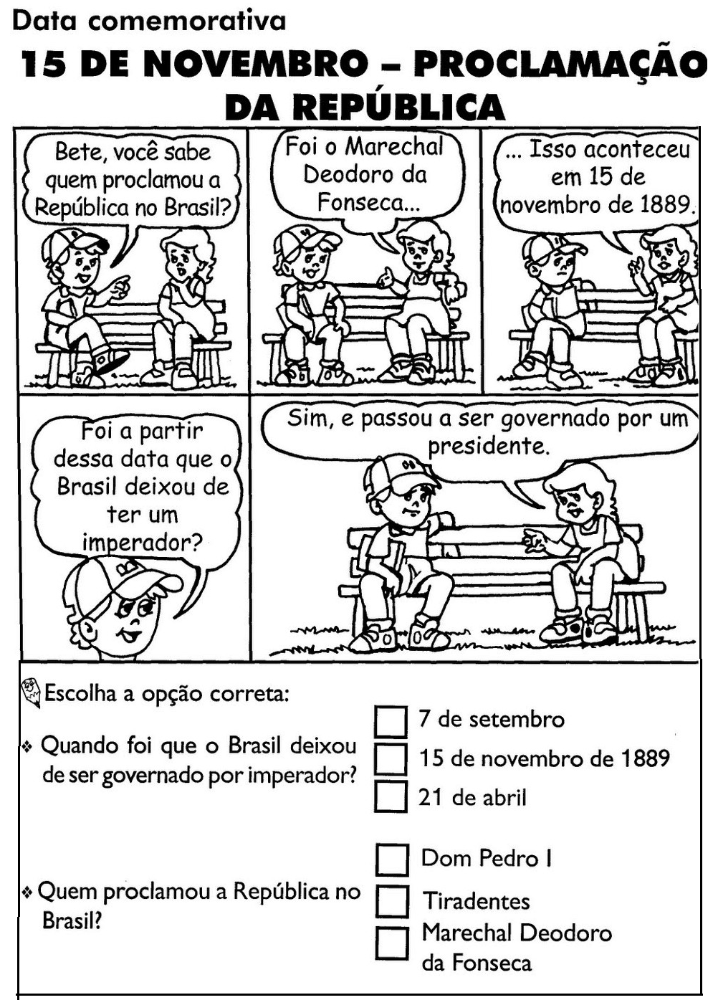 Data comemorativa
15 DE NOVEMBRO – PROCLAMAÇÃO
DA REPÚBLICA
Bete, você sabe
quem proclamou a
República no Brasil?
Foi o Marechal
Deodoro da
Fonseca...
... Isso aconteceu
em 15 de
novembro de 1889.
Foi a partir
dessa data que o
Brasil deixou de
ter um
imperador?
Sim, e passou a ser governado por um
presidente.
Escolha a opção correta:
❖ Quando foi que o Brasil deixou
de ser governado por imperador?
7 de setembro
15 de novembro de 1889
21 de abril
❖ Quem proclamou a República no
Brasil?
Dom Pedro I
Tiradentes
Marechal Deodoro
da Fonseca